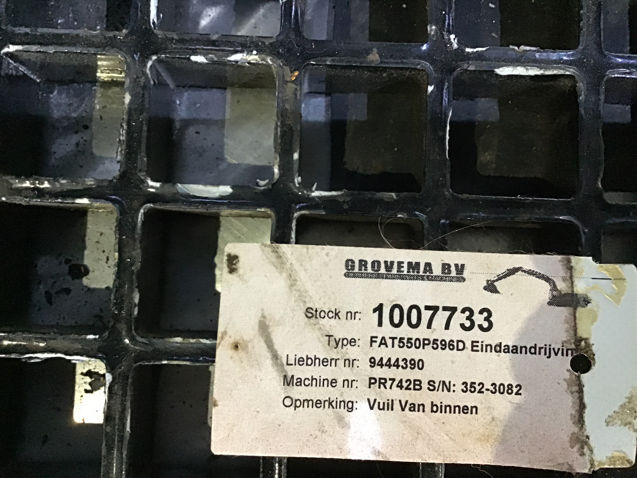 GROVEMA BV
Stock nr: 1007733
Type: FAT550P596D Eindaandrijvin
Liebherr nr: 9444390
Machine nr: PR742B S/N: 352-3082
Opmerking: Vuil Van binnen